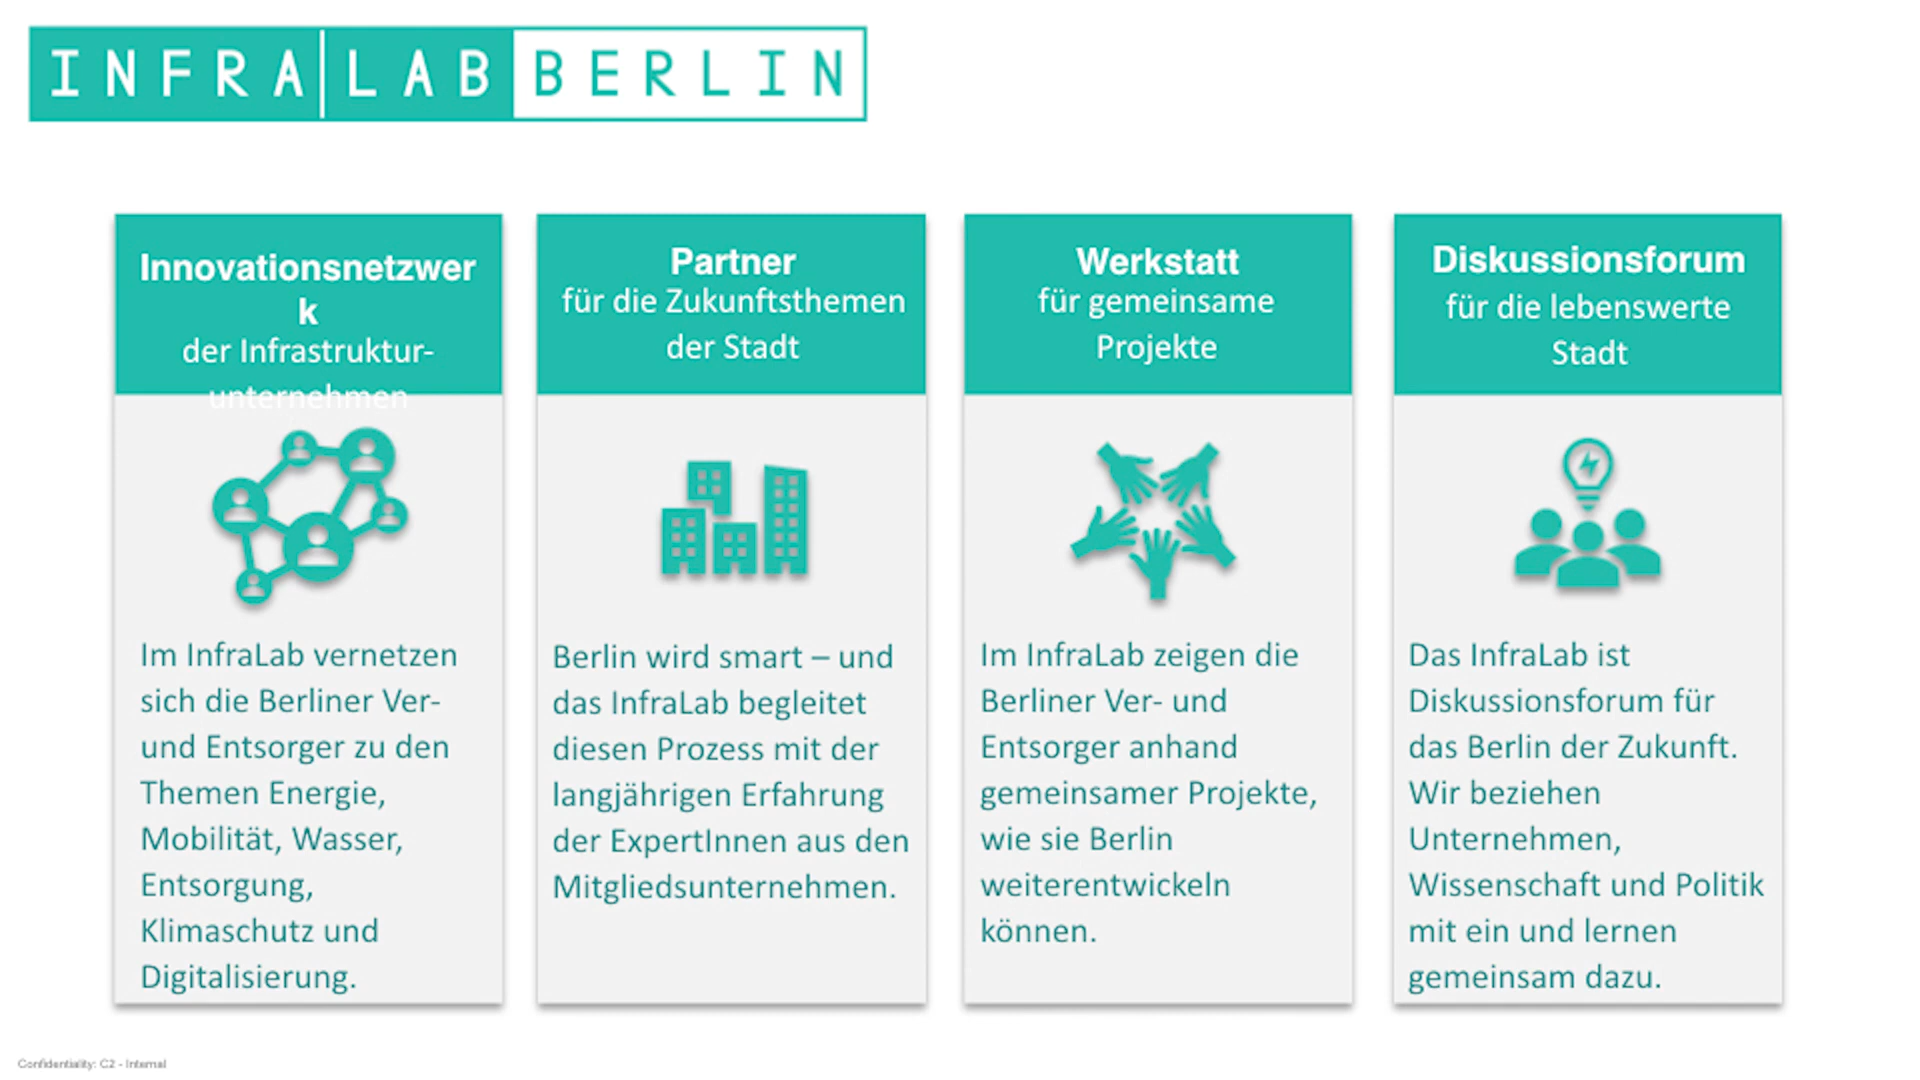 INFRA|LAB BERLIN
Innovationsnetzwer
k
der Infrastruktur-
unternehmen
Im InfraLab vernetzen
sich die Berliner Ver-
und Entsorger zu den
Themen Energie,
Mobilität, Wasser,
Entsorgung,
Klimaschutz und
Digitalisierung.
Partner
für die Zukunftsthemen
der Stadt
Berlin wird smart – und
das InfraLab begleitet
diesen Prozess mit der
langjährigen Erfahrung
der ExpertInnen aus den
Mitgliedsunternehmen.
Werkstatt
für gemeinsame
Projekte
Im InfraLab zeigen die
Berliner Ver- und
Entsorger anhand
gemeinsamer Projekte,
wie sie Berlin
weiterentwickeln
können.
Diskussionsforum
für die lebenswerte
Stadt
Das InfraLab ist
Diskussionsforum für
das Berlin der Zukunft.
Wir beziehen
Unternehmen,
Wissenschaft und Politik
mit ein und lernen
gemeinsam dazu.
Confidentiality: C2 - Internal